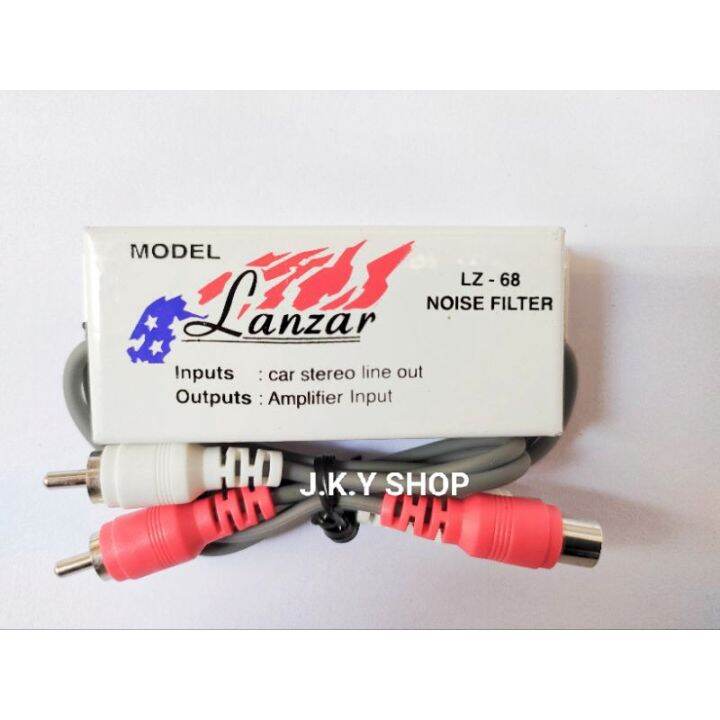 MODEL
Lanzar
LZ - 68
NOISE FILTER
Inputs : car stereo line out
Outputs : Amplifier Input
J.K.Y SHOP